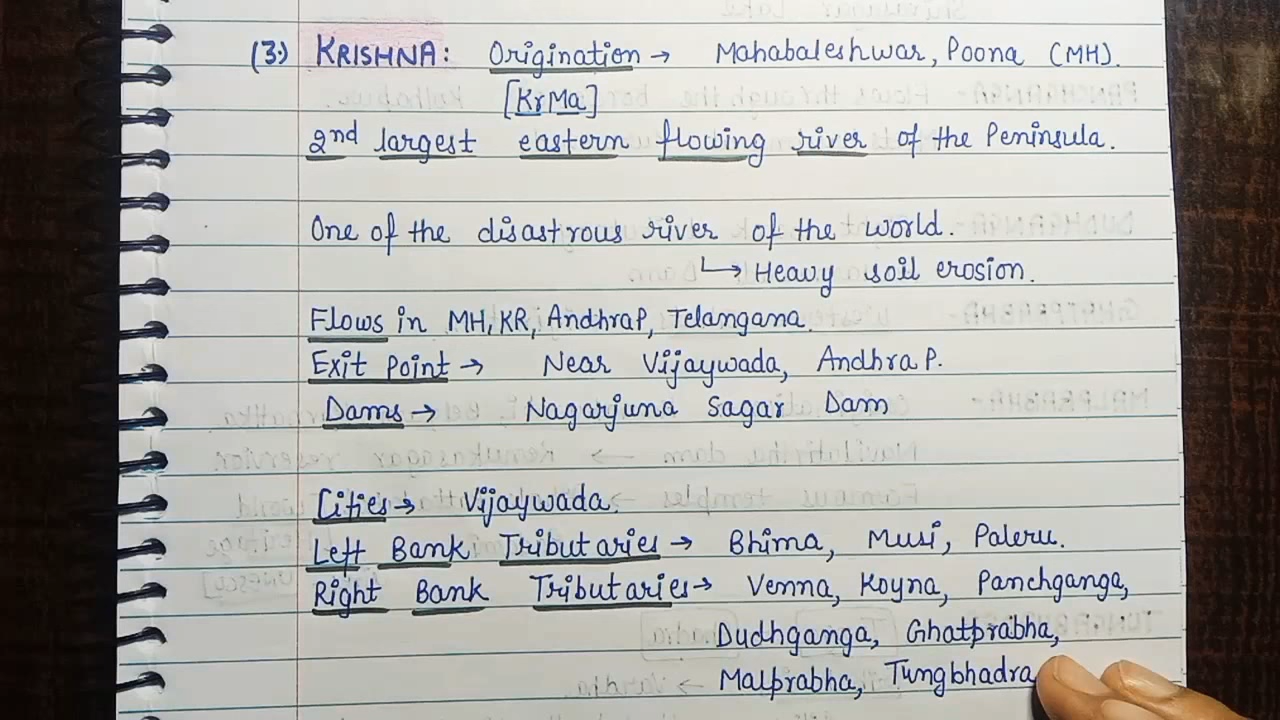 (3.) KRISHNA: Origination → Mahabaleshwar, Poona (MH).
[KrMa]
2nd largest eastern flowing river of the Peninsula.
One of the disastrous river of the world.
↳ Heavy soil erosion.
Flows in MH, KR, Andhra P, Telangana.
Exit Point → Near Vijaywada, Andhra P.
Dams → Nagarjuna Sagar Dam
Cities → Vijaywada.
Left Bank Tributaries → Bhima, Musi, Paleru.
Right Bank Tributaries → Venna, Koyna, Panchganga,
Dudhganga, Ghatprabha,
Malprabha, Tungbhadra